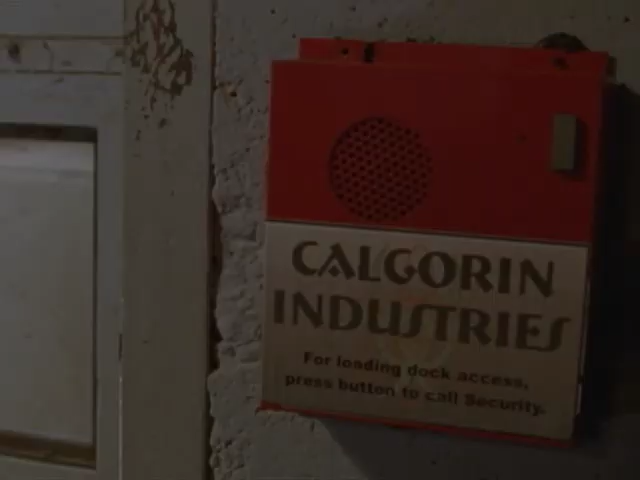 CALGORIN
INDUSTRIES
For loading dock access,
press button to call Security.